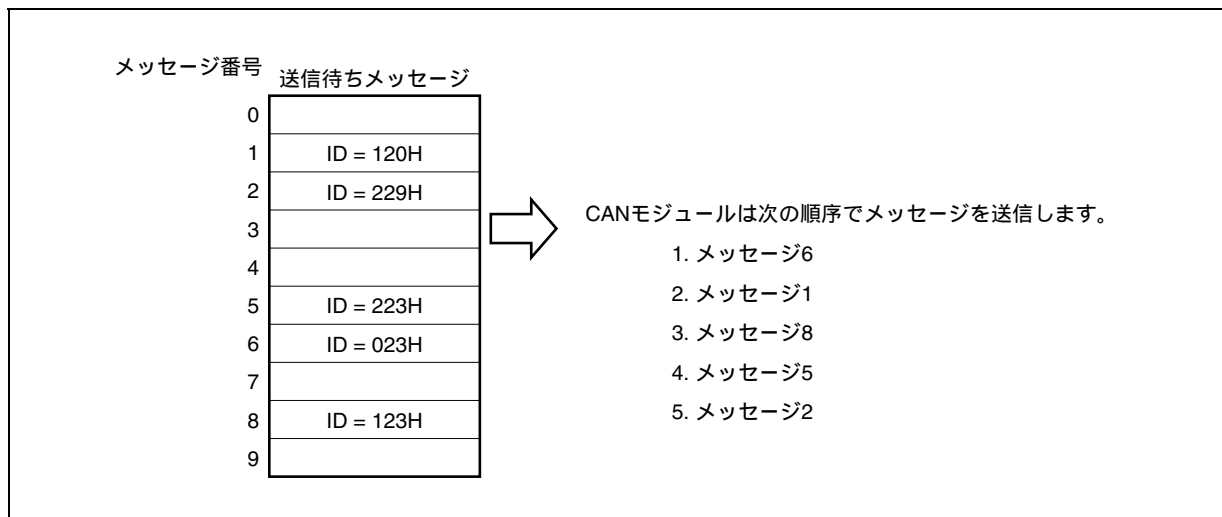 メッセージ番号
送信待ちメッセージ
0
1 ID = 120H
2 ID = 229H
3
4
5 ID = 223H
6 ID = 023H
7
8 ID = 123H
9
CANモジュールは次の順序でメッセージを送信します。
1. メッセージ6
2. メッセージ1
3. メッセージ8
4. メッセージ5
5. メッセージ2